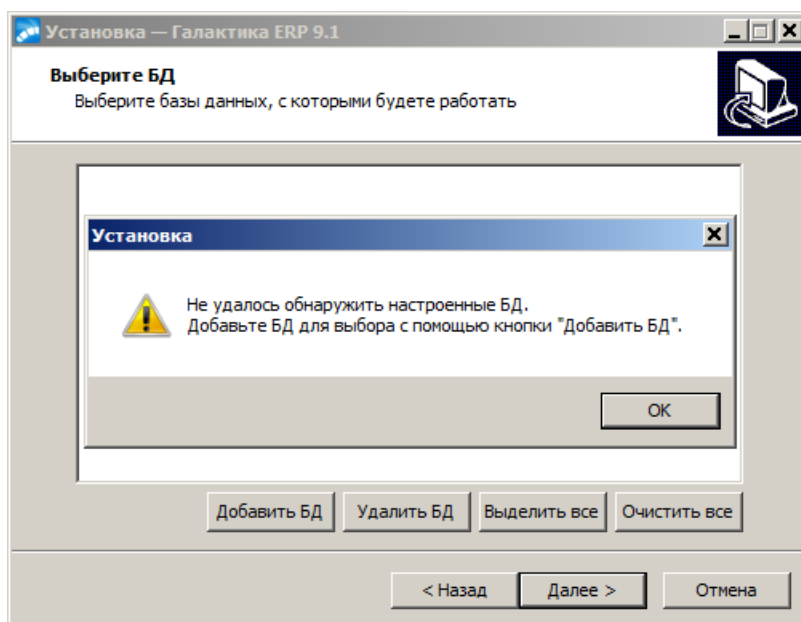 Установка — Галактика ERP 9.1
Выберите БД
Выберите базы данных, с которыми будете работать
Установка
Не удалось обнаружить настроенные БД.
Добавьте БД для выбора с помощью кнопки "Добавить БД".
OK
Добавить БД
Удалить БД
Выделить все
Очистить все
< Назад
Далее >
Отмена